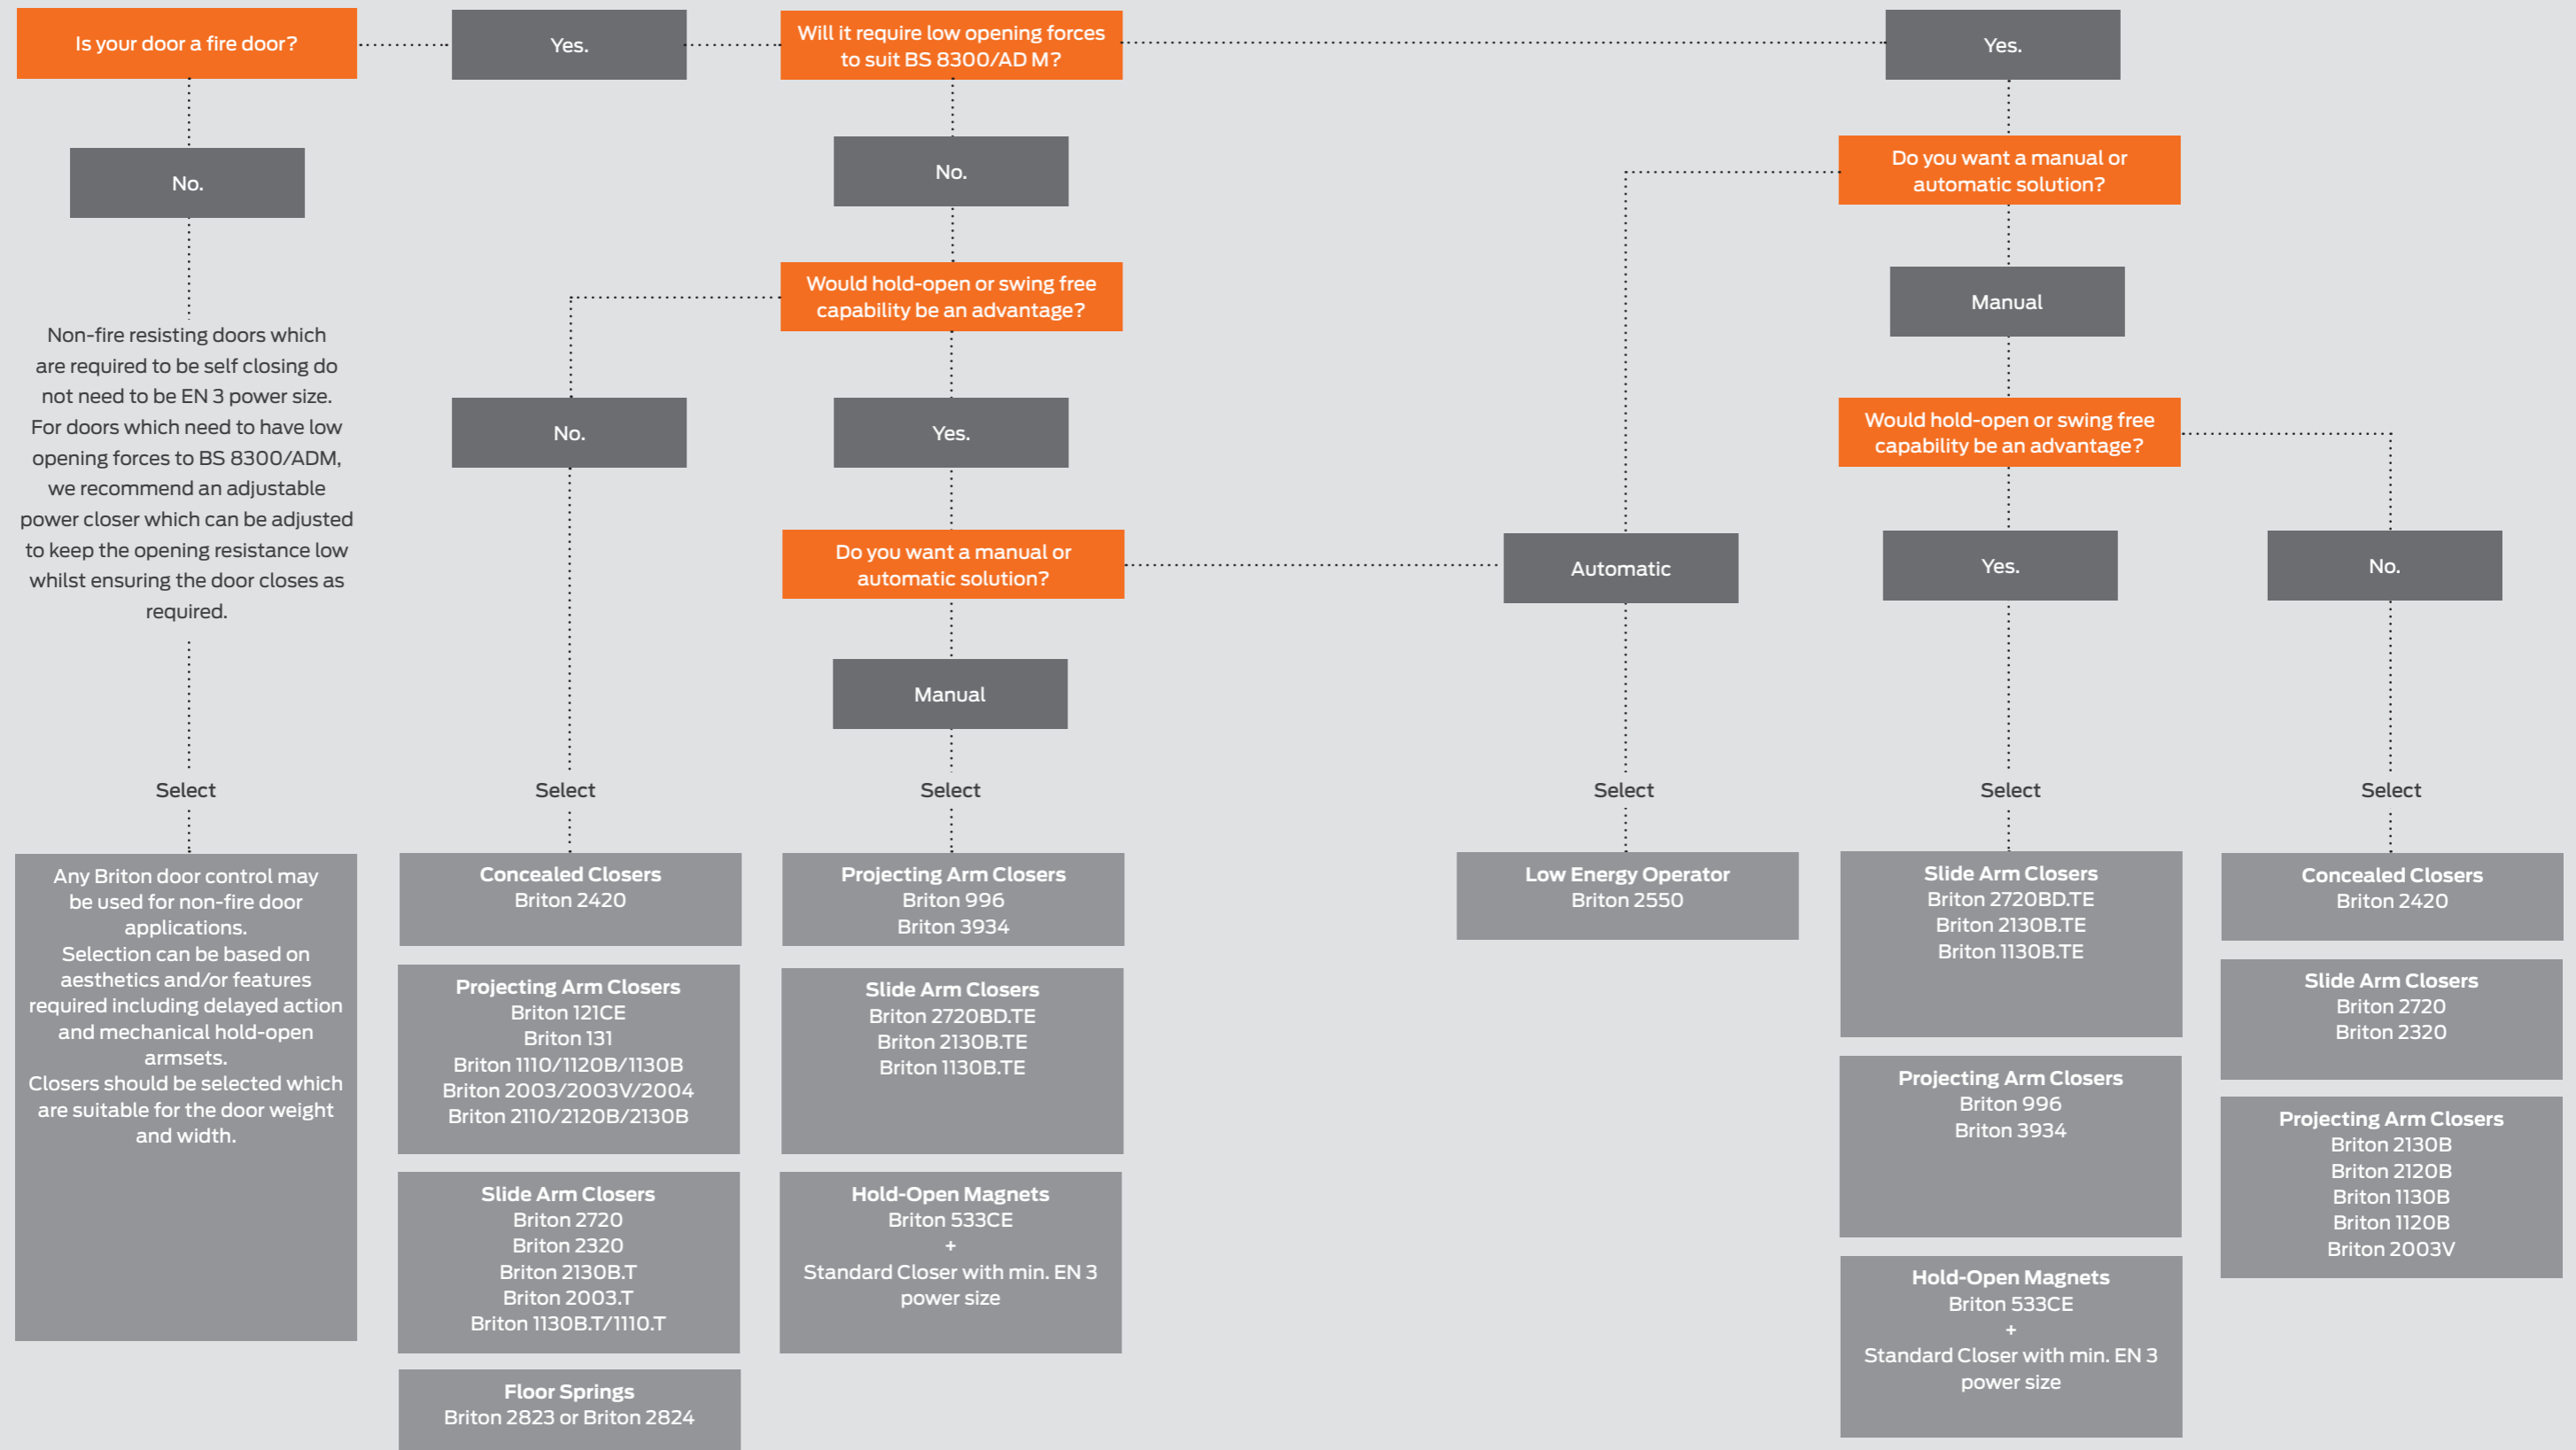 Is your door a fire door?
Yes.
Will it require low opening forces
to suit BS 8300/AD M?
Yes.
No.
Non-fire resisting doors which
are required to be self closing do
not need to be EN 3 power size.
For doors which need to have low
opening forces to BS 8300/ADM,
we recommend an adjustable
power closer which can be adjusted
to keep the opening resistance low
whilst ensuring the door closes as
required.
Select
Any Briton door control may
be used for non-fire door
applications.
Selection can be based on
aesthetics and/or features
required including delayed action
and mechanical hold-open
armsets.
Closers should be selected which
are suitable for the door weight
and width.
No.
Would hold-open or swing free
capability be an advantage?
No.
Select
Concealed Closers
Briton 2420
Projecting Arm Closers
Briton 121CE
Briton 131
Briton 1110/1120B/1130B
Briton 2003/2003V/2004
Briton 2110/2120B/2130B
Slide Arm Closers
Briton 2720
Briton 2320
Briton 2130B.T
Briton 2003.T
Briton 1130B.T/1110.T
Floor Springs
Briton 2823 or Briton 2824
Yes.
Do you want a manual or
automatic solution?
Manual
Select
Projecting Arm Closers
Briton 996
Briton 3934
Slide Arm Closers
Briton 2720BD.TE
Briton 2130B.TE
Briton 1130B.TE
Hold-Open Magnets
Briton 533CE
+
Standard Closer with min. EN 3
power size
Automatic
Select
Low Energy Operator
Briton 2550
Do you want a manual or
automatic solution?
Manual
Would hold-open or swing free
capability be an advantage?
Yes.
Select
Slide Arm Closers
Briton 2720BD.TE
Briton 2130B.TE
Briton 1130B.TE
Projecting Arm Closers
Briton 996
Briton 3934
Hold-Open Magnets
Briton 533CE
+
Standard Closer with min. EN 3
power size
No.
Select
Concealed Closers
Briton 2420
Slide Arm Closers
Briton 2720
Briton 2320
Projecting Arm Closers
Briton 2130B
Briton 2120B
Briton 1130B
Briton 1120B
Briton 2003V